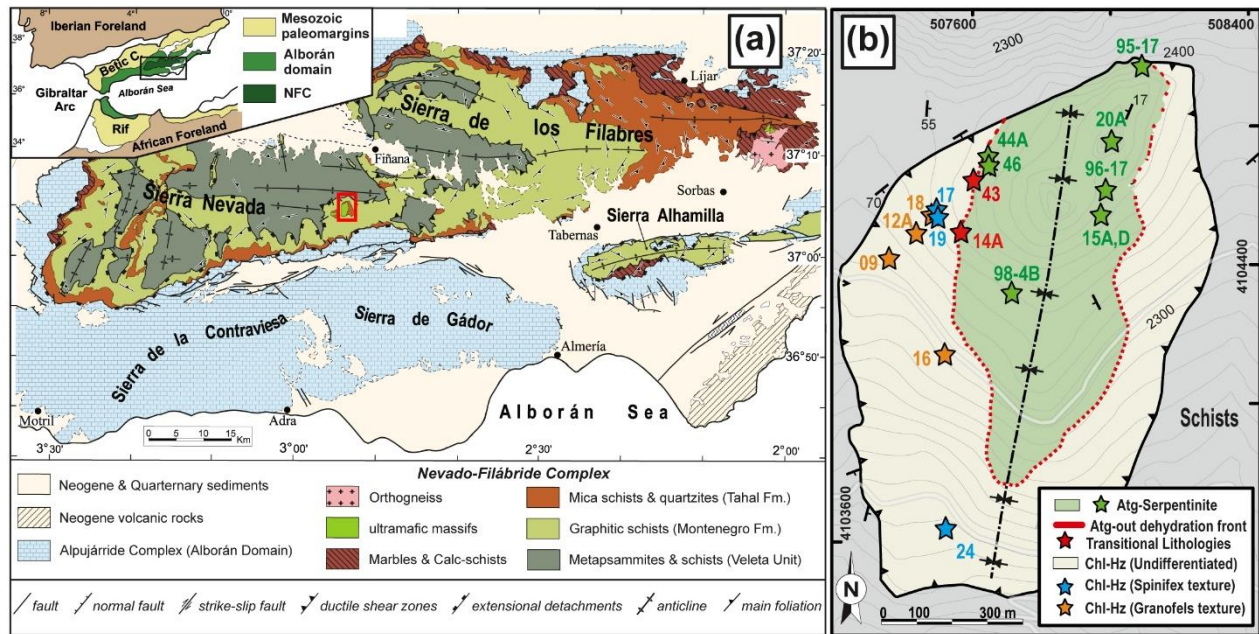 Iberian Foreland
38°
Betic C
36°
Gibraltar
Arc
Alborán Sea
34°
Rif
African Foreland
Mesozoic
paleomargins
Alborán
domain
NFC
(a)
37°20'
Líjar
Sierra de los Filabres
Fiñana
37°10'
Sierra Nevada
Sorbas
Sierra Alhamilla
Tabernas
37°00'
Sierra de la Contraviesa
Sierra de Gádor
Almería
36°50'
Motril
Adra
Alborán Sea
0 5 10 15
Km
3°30'
3°00'
2°30'
2°00'
Nevado-Filábride Complex
Neogene & Quaternary sediments
Neogene volcanic rocks
Alpujárride Complex (Alborán Domain)
Orthogneiss
ultramafic massifs
Marbles & Calc-schists
Mica schists & quartzites (Tahal Fm.)
Graphitic schists (Montenegro Fm.)
Metapsammites & schists (Veleta Unit)
fault
normal fault
strike-slip fault
ductile shear zones
extensional detachments
anticline
main foliation
507600
508400
(b)
2300
95-17
2400
17
55
20A
44A
46
96-17
43
70
18
17
12A
19
14A
15A,D
09
98-4B
4104400
2300
16
Schists
4103600
24
N
0 100 300 m
Atg-Serpentinite
Atg-out dehydration front
Transitional Lithologies
Chl-Hz (Undifferentiated)
Chl-Hz (Spinifex texture)
Chl-Hz (Granofels texture)